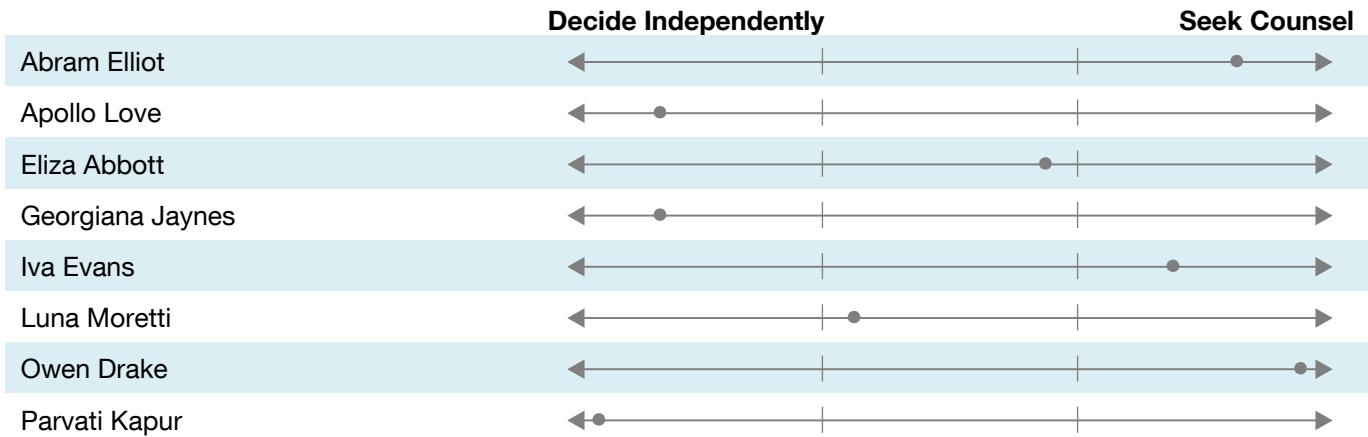 Decide Independently Seek Counsel
Abram Elliot
Apollo Love
Eliza Abbott
Georgiana Jaynes
Iva Evans
Luna Moretti
Owen Drake
Parvati Kapur